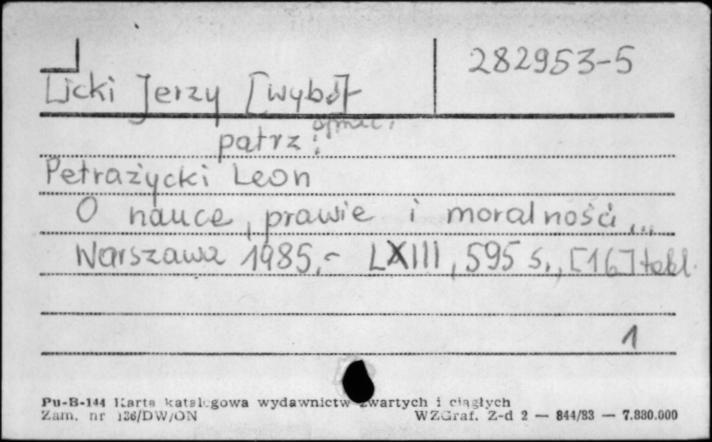 282953-5
Licki Jerzy [wybór]
oprac.
patrz:
Petrażycki Leon
O nauce, prawie i moralności...
Warszawa 1985.- LXIII, 595 s., [16] tabl.
1
Pu-B-144 Karta katalogowa wydawnictw zwartych i ciągłych
Zam. nr 136/DW/ON WZGraf. Z-d 2 — 844/83 — 7.880.000